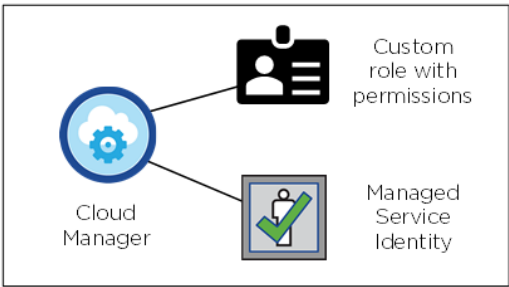 Custom
role with
permissions
Cloud
Manager
Managed
Service
Identity